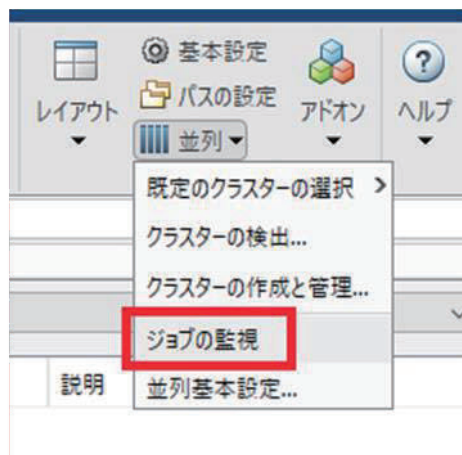 基本設定
パスの設定
レイアウト
アドオン
ヘルプ
並列
既定のクラスターの選択
クラスターの検出...
クラスターの作成と管理...
ジョブの監視
説明
並列基本設定...